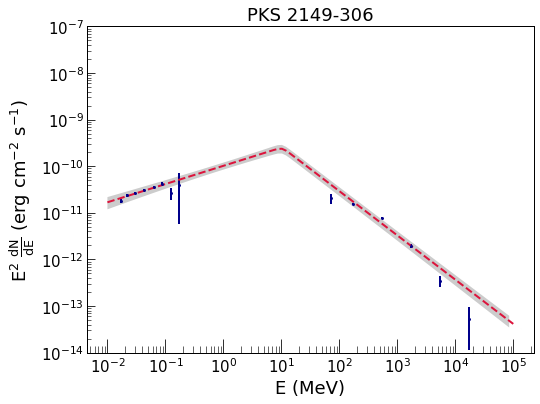 PKS 2149-306
10⁻⁷
10⁻⁸
10⁻⁹
10⁻¹⁰
10⁻¹¹
10⁻¹²
10⁻¹³
10⁻¹⁴
E² dN/dE (erg cm⁻² s⁻¹)
10⁻² 10⁻¹ 10⁰ 10¹ 10² 10³ 10⁴ 10⁵
E (MeV)